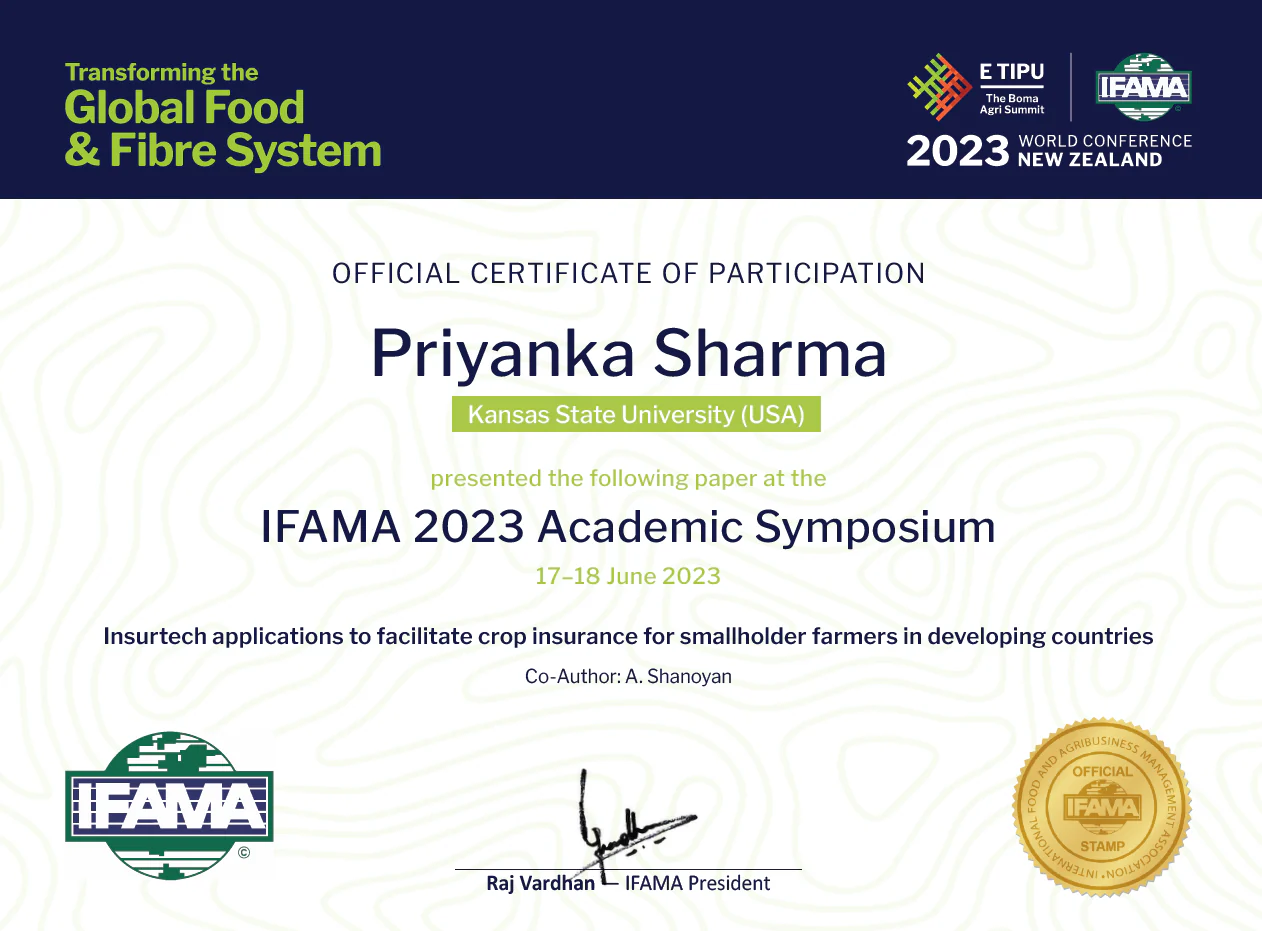 Transforming the
Global Food
& Fibre System
E TIPU
The Boma
Agri Summit
IFAMA
2023 WORLD CONFERENCE
NEW ZEALAND
OFFICIAL CERTIFICATE OF PARTICIPATION
Priyanka Sharma
Kansas State University (USA)
presented the following paper at the
IFAMA 2023 Academic Symposium
17–18 June 2023
Insurtech applications to facilitate crop insurance for smallholder farmers in developing countries
Co-Author: A. Shanoyan
IFAMA
©
Raj Vardhan — IFAMA President
INTERNATIONAL FOOD AND AGRIBUSINESS MANAGEMENT ASSOCIATION •
OFFICIAL
IFAMA
STAMP